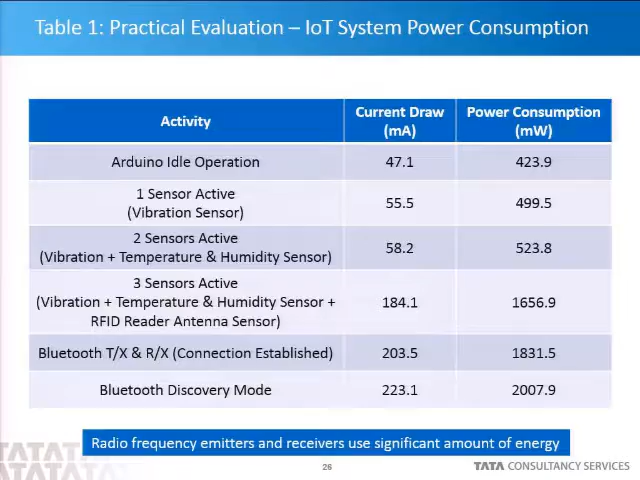 Table 1: Practical Evaluation – IoT System Power Consumption
Activity
Current Draw
(mA)
Power Consumption
(mW)
Arduino Idle Operation
47.1
423.9
1 Sensor Active
(Vibration Sensor)
55.5
499.5
2 Sensors Active
(Vibration + Temperature & Humidity Sensor)
58.2
523.8
3 Sensors Active
(Vibration + Temperature & Humidity Sensor +
RFID Reader Antenna Sensor)
184.1
1656.9
Bluetooth T/X & R/X (Connection Established)
203.5
1831.5
Bluetooth Discovery Mode
223.1
2007.9
Radio frequency emitters and receivers use significant amount of energy
TATATATAT
TATATATA
26
TATA CONSULTANCY SERVICES